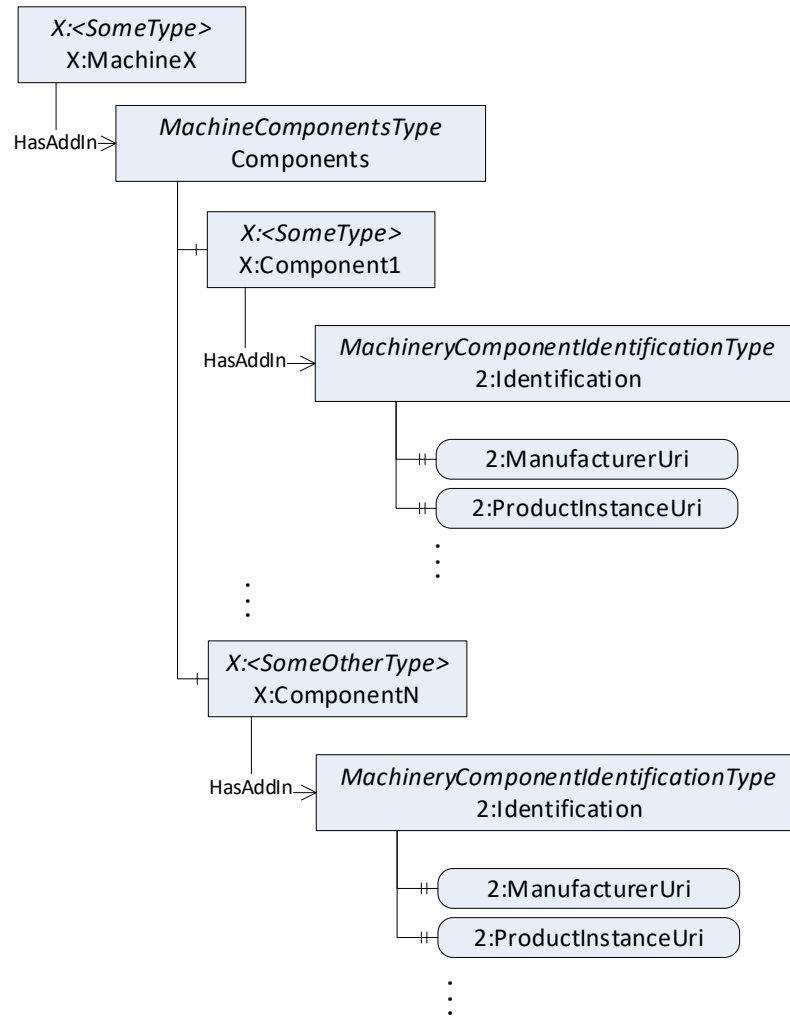 X:<SomeType>
X:MachineX
HasAddIn
MachineComponentsType
Components
X:<SomeType>
X:Component1
HasAddIn
MachineryComponentIdentificationType
2:Identification
2:ManufacturerUri
2:ProductInstanceUri
X:<SomeOtherType>
X:ComponentN
HasAddIn
MachineryComponentIdentificationType
2:Identification
2:ManufacturerUri
2:ProductInstanceUri